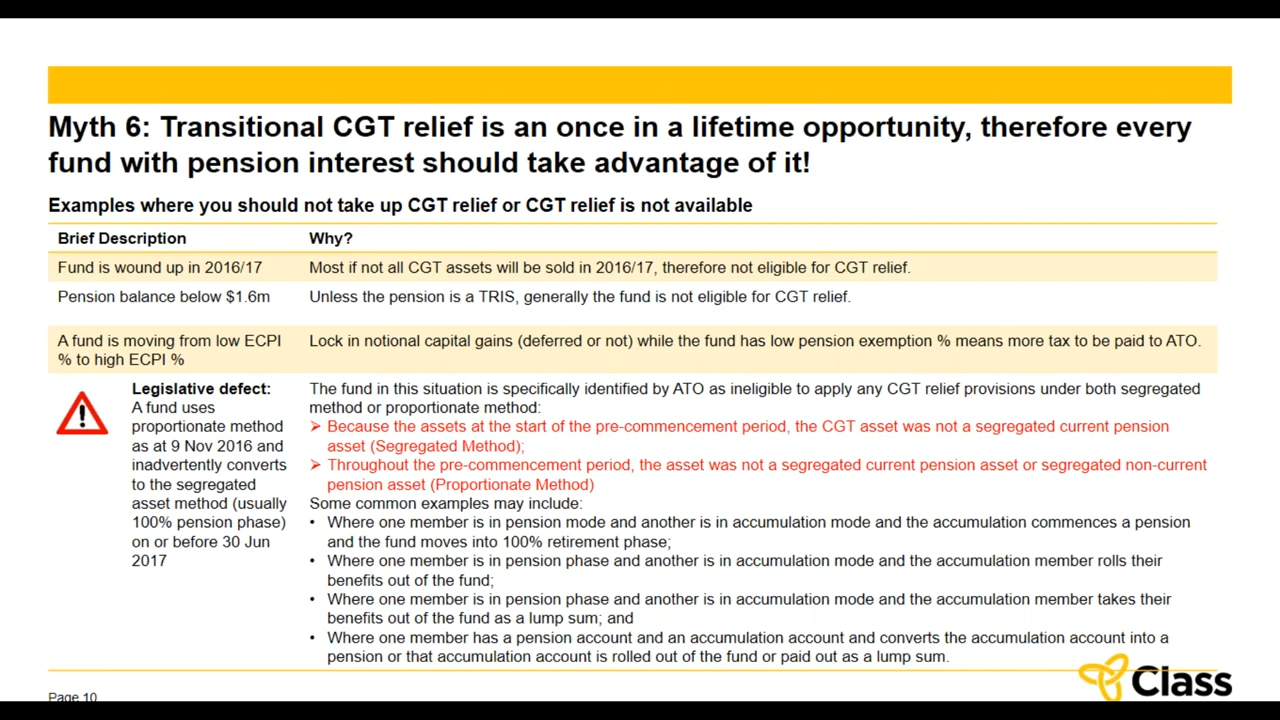 Myth 6: Transitional CGT relief is an once in a lifetime opportunity, therefore every
fund with pension interest should take advantage of it!
Examples where you should not take up CGT relief or CGT relief is not available
Brief Description
Why?
Fund is wound up in 2016/17
Most if not all CGT assets will be sold in 2016/17, therefore not eligible for CGT relief.
Pension balance below $1.6m
Unless the pension is a TRIS, generally the fund is not eligible for CGT relief.
A fund is moving from low ECPI
% to high ECPI %
Lock in notional capital gains (deferred or not) while the fund has low pension exemption % means more tax to be paid to ATO.
Legislative defect:
A fund uses
proportionate method
as at 9 Nov 2016 and
inadvertently converts
to the segregated
asset method (usually
100% pension phase)
on or before 30 Jun
2017
The fund in this situation is specifically identified by ATO as ineligible to apply any CGT relief provisions under both segregated
method or proportionate method:
➢ Because the assets at the start of the pre-commencement period, the CGT asset was not a segregated current pension
asset (Segregated Method);
➢ Throughout the pre-commencement period, the asset was not a segregated current pension asset or segregated non-current
pension asset (Proportionate Method)
Some common examples may include:
• Where one member is in pension mode and another is in accumulation mode and the accumulation commences a pension
and the fund moves into 100% retirement phase;
• Where one member is in pension phase and another is in accumulation mode and the accumulation member rolls their
benefits out of the fund;
• Where one member is in pension phase and another is in accumulation mode and the accumulation member takes their
benefits out of the fund as a lump sum; and
• Where one member has a pension account and an accumulation account and converts the accumulation account into a
pension or that accumulation account is rolled out of the fund or paid out as a lump sum.
Page 10
Class